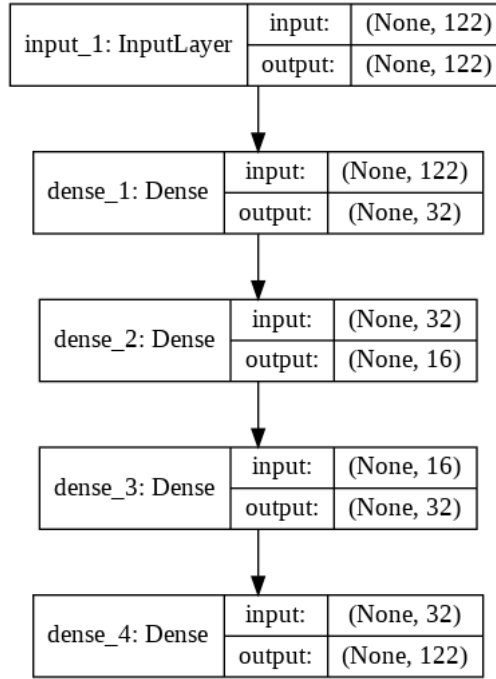 input_1: InputLayer
input: (None, 122)
output: (None, 122)
dense_1: Dense
input: (None, 122)
output: (None, 32)
dense_2: Dense
input: (None, 32)
output: (None, 16)
dense_3: Dense
input: (None, 16)
output: (None, 32)
dense_4: Dense
input: (None, 32)
output: (None, 122)